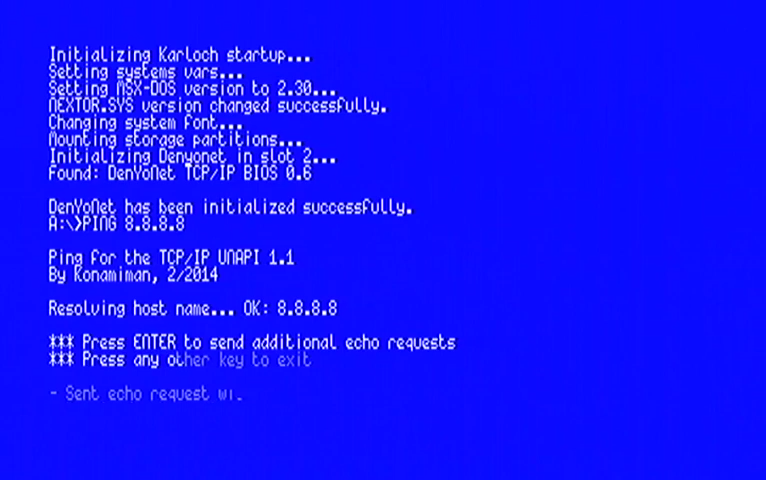 Initializing Karloch startup...
Setting systems vars...
Setting MSX-DOS version to 2.30...
NEXTOR.SYS version changed successfully.
Changing system font...
Mounting storage partitions...
Initializing Denyonet in slot 2...
Found: DenYoNet TCP/IP BIOS 0.6
DenYoNet has been initialized successfully.
A:\>PING 8.8.8.8
Ping for the TCP/IP UNAPI 1.1
By Konamiman, 2/2014
Resolving host name... OK: 8.8.8.8
*** Press ENTER to send additional echo requests
*** Press any other key to exit
- Sent echo request wi_